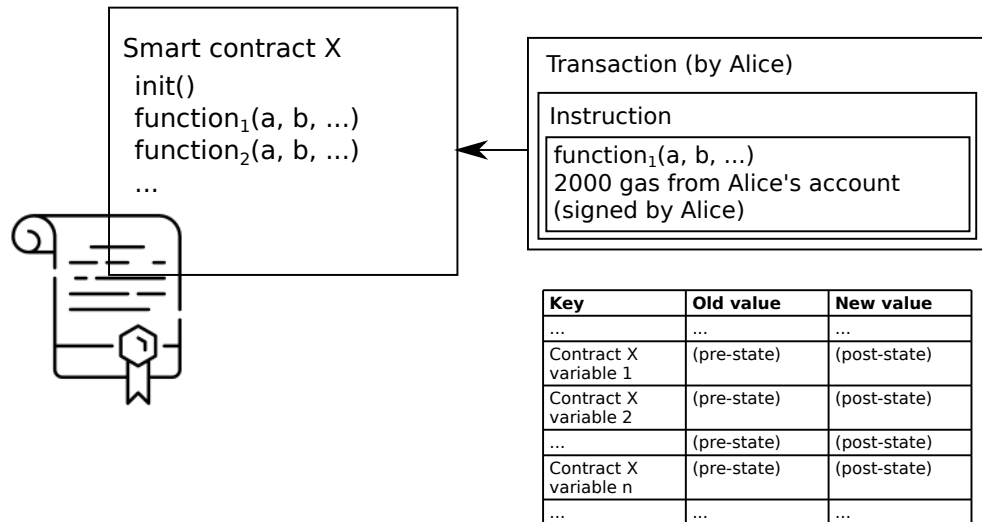 Smart contract X
init()
function₁(a, b, ...)
function₂(a, b, ...)
...
Transaction (by Alice)
Instruction
function₁(a, b, ...)
2000 gas from Alice's account
(signed by Alice)
Key Old value New value
... ... ...
Contract X (pre-state) (post-state)
variable 1
Contract X (pre-state) (post-state)
variable 2
... (pre-state) (post-state)
Contract X (pre-state) (post-state)
variable n
... ... ...